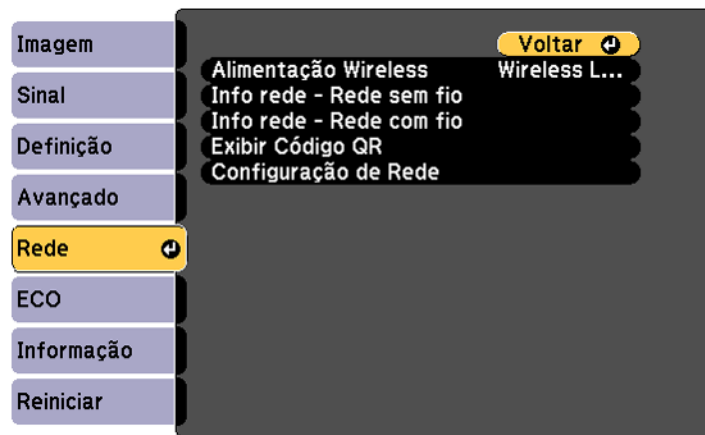 Imagem
Sinal
Definição
Avançado
Rede
ECO
Informação
Reiniciar
Voltar
Alimentação Wireless Wireless L...
Info rede - Rede sem fio
Info rede - Rede com fio
Exibir Código QR
Configuração de Rede